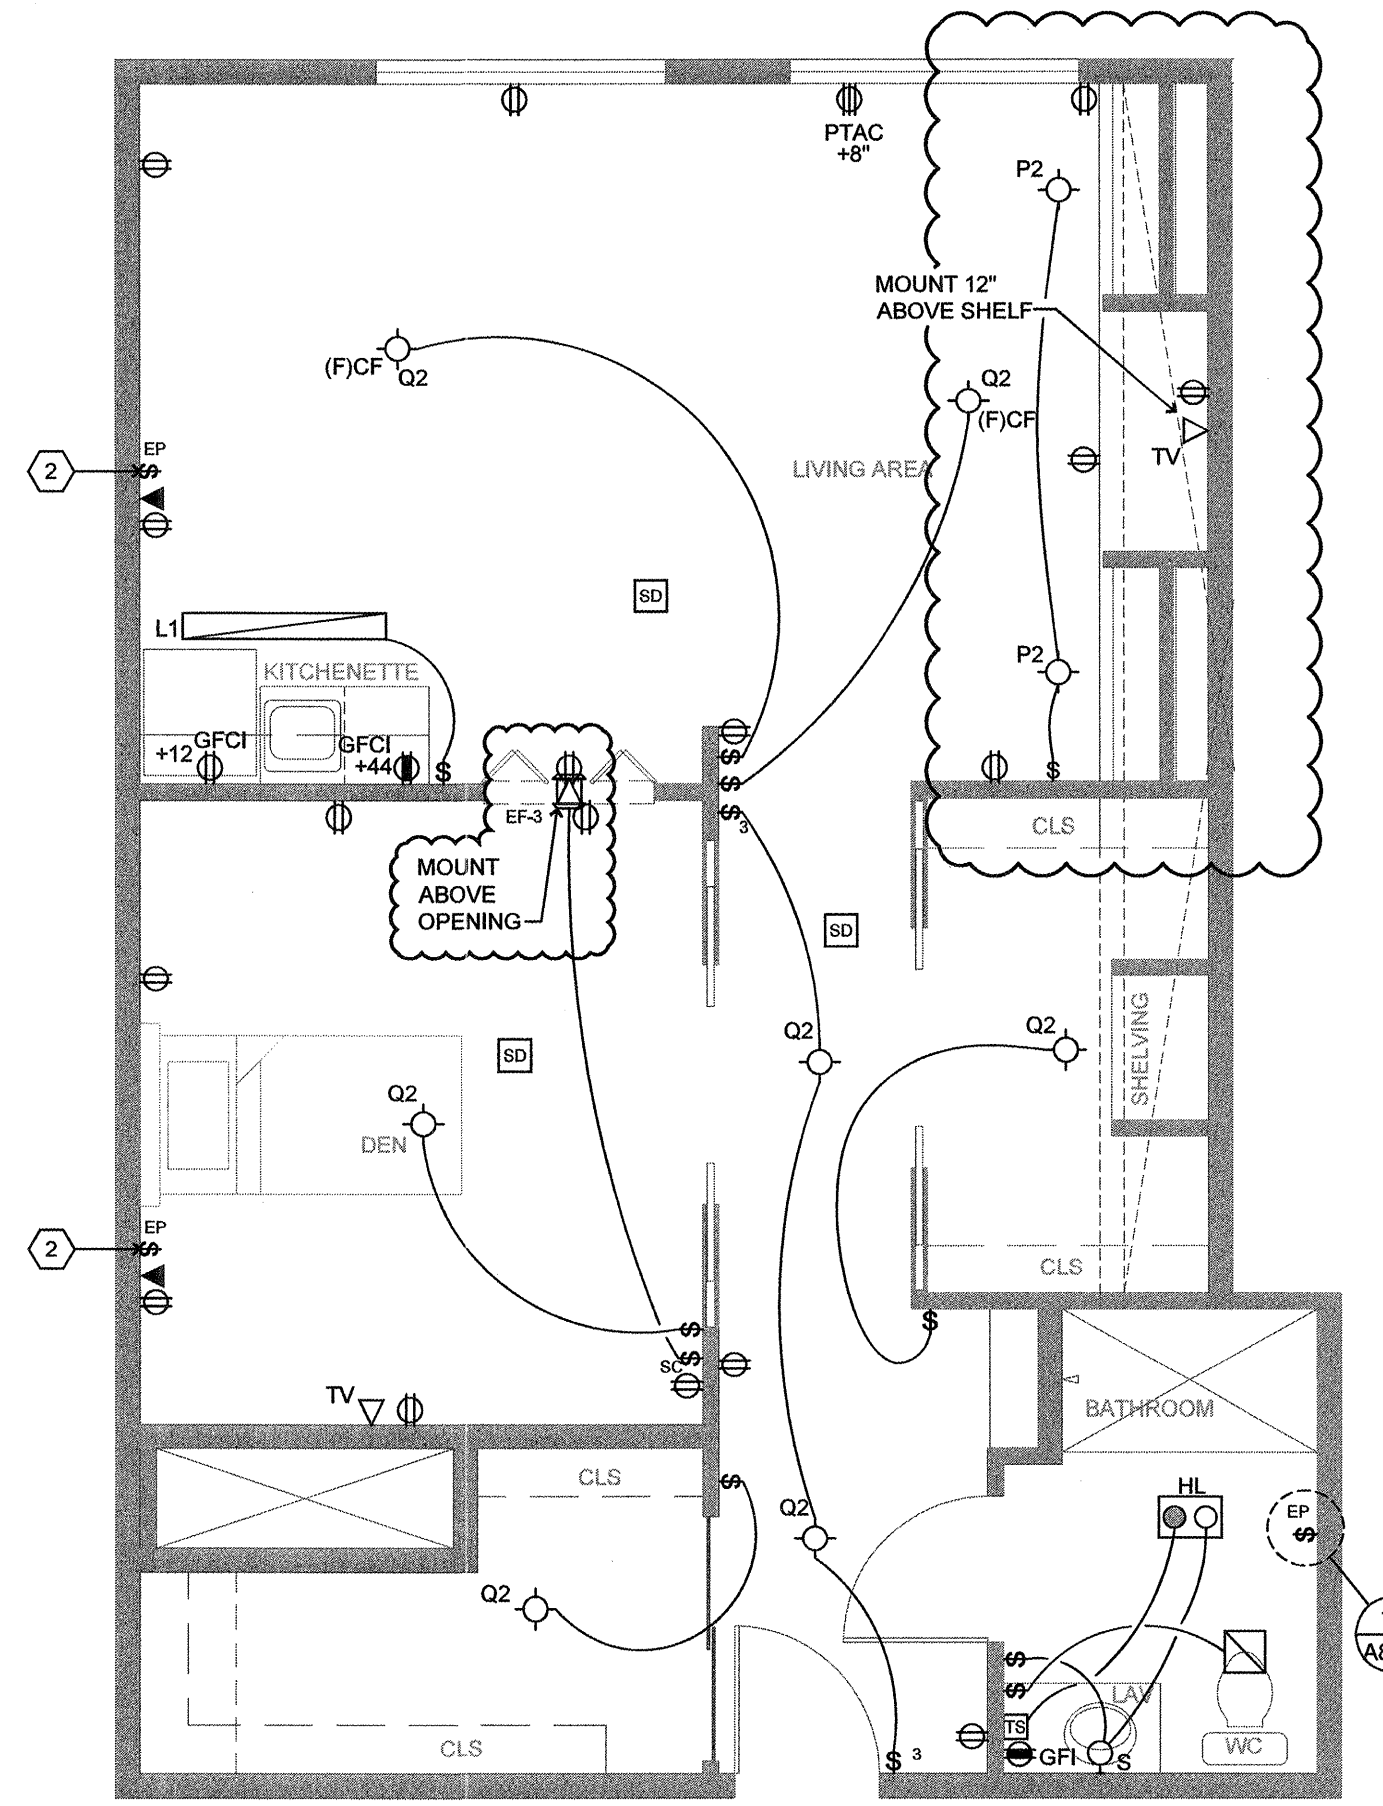 PTAC
+8"
P2
MOUNT 12"
ABOVE SHELF
(F)CF
Q2
Q2
(F)CF
EP
2
LIVING AREA
TV
SD
L1
KITCHENETTE
P2
GFCI
+12
GFCI
+44
$
$
$
$
EF-3
$
3
CLS
MOUNT
ABOVE
OPENING
SD
Q2
Q2
SHELVING
SD
Q2
DEN
EP
2
$
CLS
$
$
SC
$
TV
BATHROOM
CLS
$
HL
Q2
EP
$
Q2
A8
$
$
LAV
TS
GFI
S
WC
CLS
$ 3